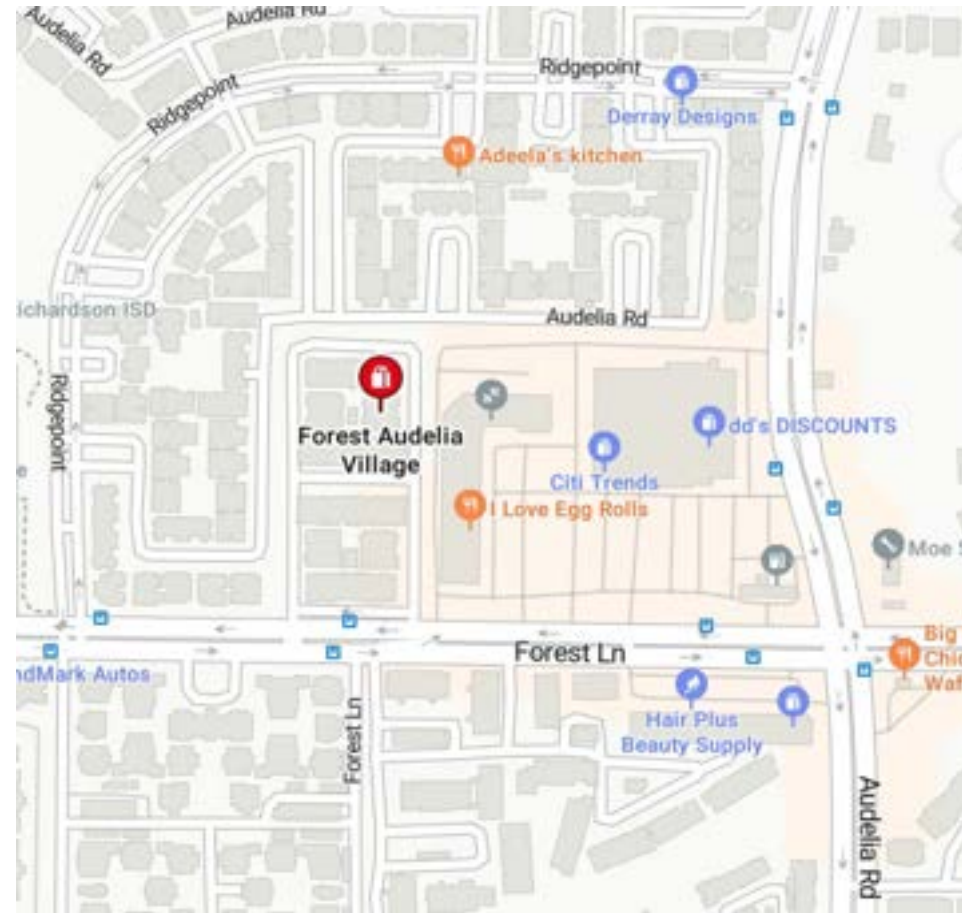 Audelia Rd
Audelia Rd
Ridgepoint
Ridgepoint
Derray Designs
Adeela's kitchen
ichardson ISD
Audelia Rd
Ridgepoint
Forest Audelia
Village
dd's DISCOUNTS
Citi Trends
I Love Egg Rolls
Moe S
e
Forest Ln
Big
Chic
Waf
ndMark Autos
Forest Ln
Hair Plus
Beauty Supply
Audelia Rd